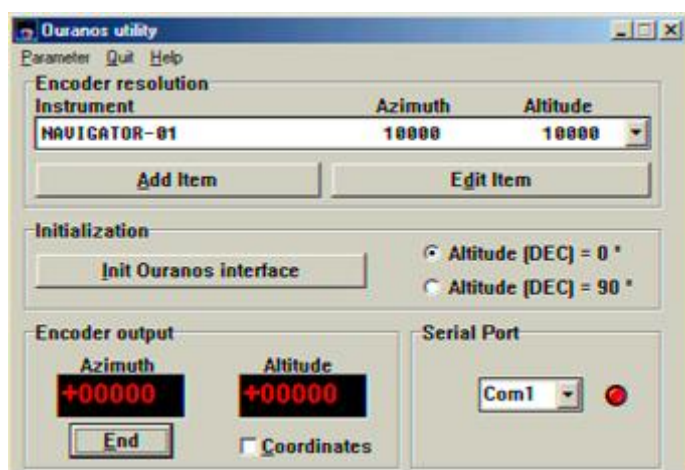 Ouranos utility
Parameter Quit Help
Encoder resolution
Instrument Azimuth Altitude
NAVIGATOR-01 10000 10000
Add Item Edit Item
Initialization
Init Ouranos interface
Altitude (DEC) = 0 °
Altitude (DEC) = 90 °
Encoder output
Azimuth Altitude
+00000 +00000
End Coordinates
Serial Port
Com1